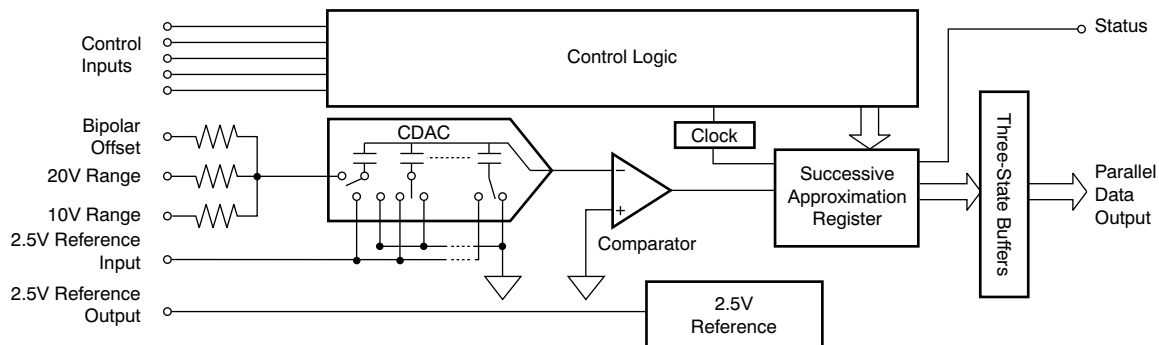 Control
Inputs
Control Logic
Status
Bipolar
Offset
20V Range
10V Range
2.5V Reference
Input
2.5V Reference
Output
CDAC
Clock
−
+
Comparator
Successive
Approximation
Register
Three-State Buffers
Parallel
Data
Output
2.5V
Reference